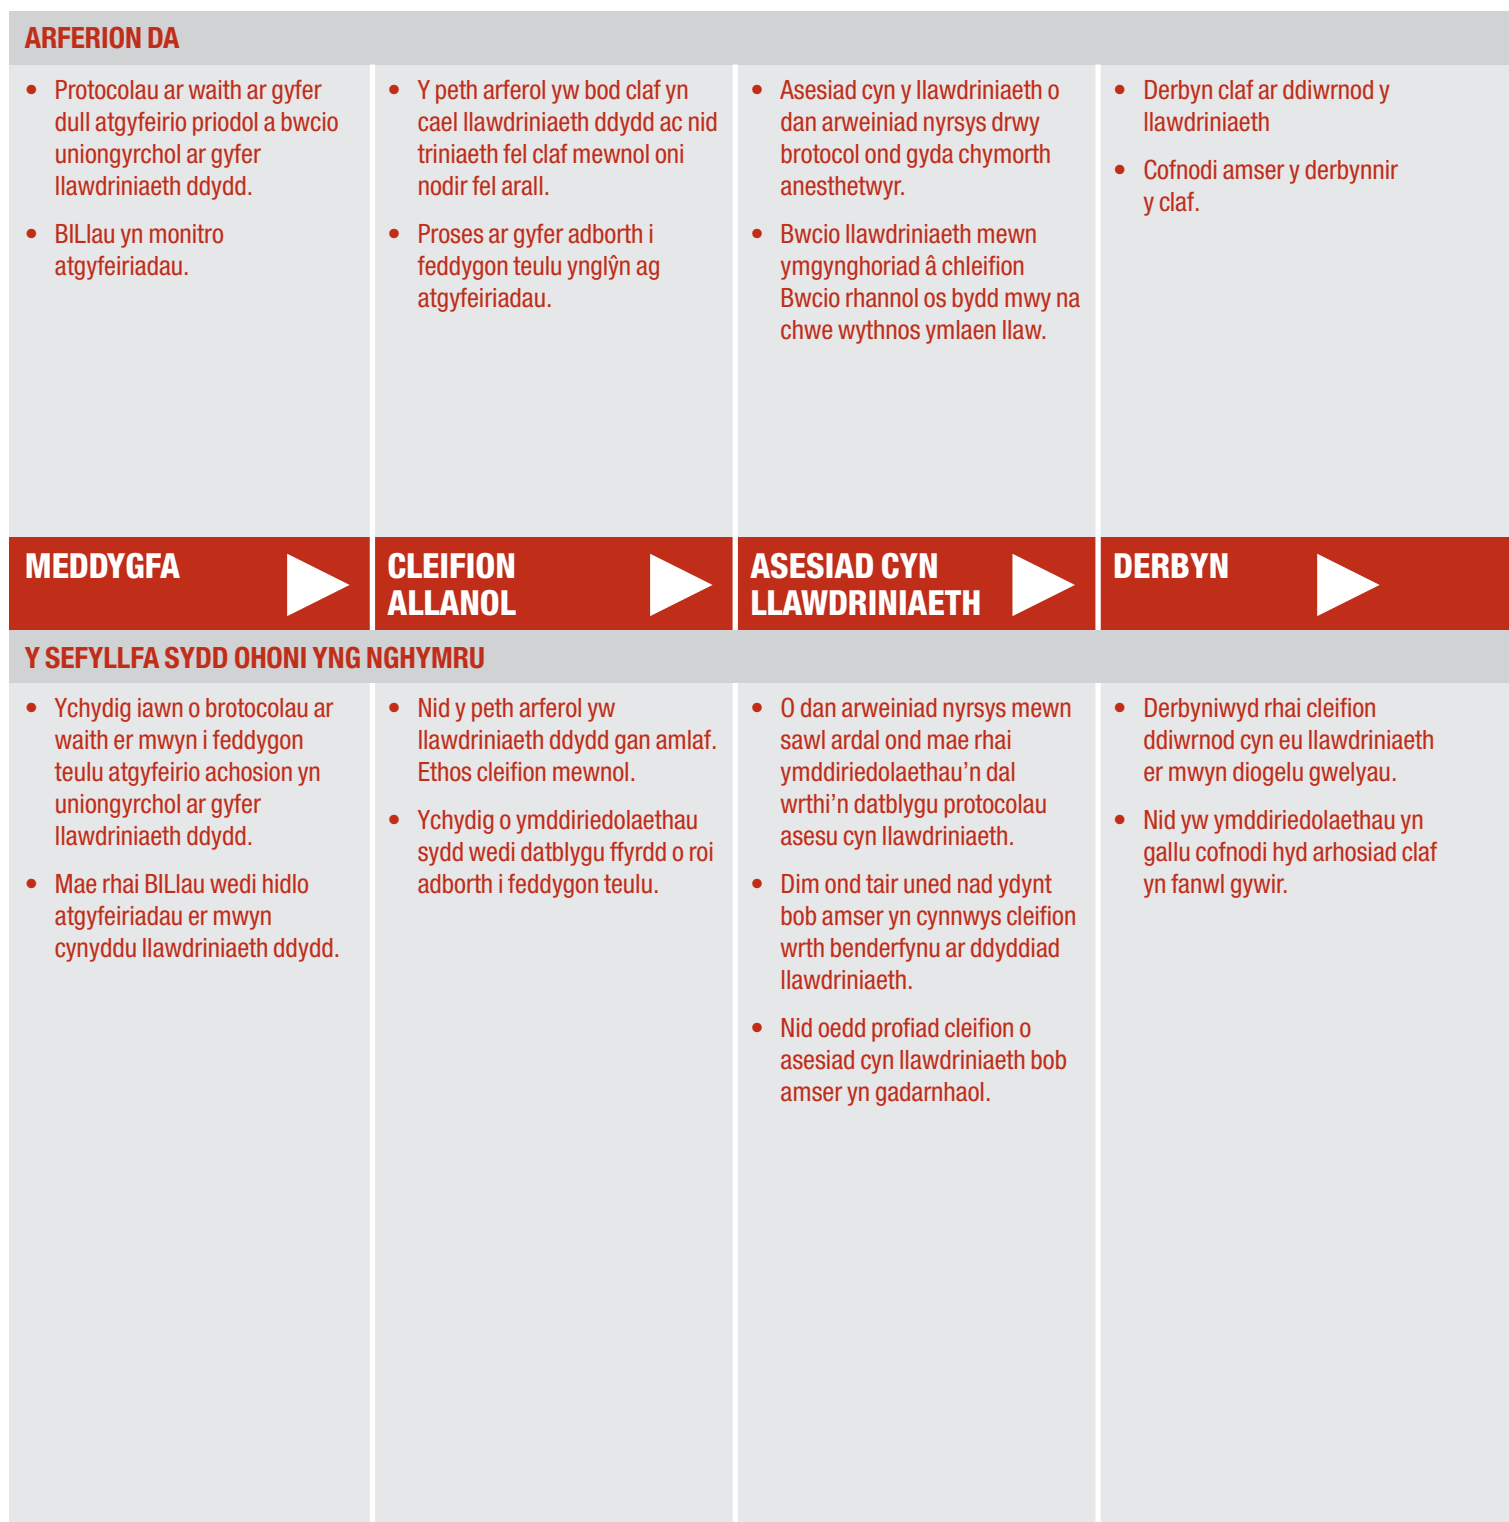 ARFERION DA
• Protocolau ar waith ar gyfer
dull atgyfeirio priodol a bwcio
uniongyrchol ar gyfer
llawdriniaeth ddydd.
• BILlau yn monitro
atgyfeiriadau.
• Y peth arferol yw bod claf yn
cael llawdriniaeth ddydd ac nid
triniaeth fel claf mewnol oni
nodir fel arall.
• Proses ar gyfer adborth i
feddygon teulu ynglŷn ag
atgyfeiriadau.
• Asesiad cyn y llawdriniaeth o
dan arweiniad nyrsys drwy
brotocol ond gyda chymorth
anesthetwyr.
• Bwcio llawdriniaeth mewn
ymgynghoriad â chleifion
Bwcio rhannol os bydd mwy na
chwe wythnos ymlaen llaw.
• Derbyn claf ar ddiwrnod y
llawdriniaeth
• Cofnodi amser y derbynnir
y claf.
MEDDYGFA
CLEIFION
ALLANOL
ASESIAD CYN
LLAWDRINIAETH
DERBYN
Y SEFYLLFA SYDD OHONI YNG NGHYMRU
• Ychydig iawn o brotocolau ar
waith er mwyn i feddygon
teulu atgyfeirio achosion yn
uniongyrchol ar gyfer
llawdriniaeth ddydd.
• Mae rhai BILlau wedi hidlo
atgyfeiriadau er mwyn
cynyddu llawdriniaeth ddydd.
• Nid y peth arferol yw
llawdriniaeth ddydd gan amlaf.
Ethos cleifion mewnol.
• Ychydig o ymddiriedolaethau
sydd wedi datblygu ffyrdd o roi
adborth i feddygon teulu.
• O dan arweiniad nyrsys mewn
sawl ardal ond mae rhai
ymddiriedolaethau'n dal
wrthi'n datblygu protocolau
asesu cyn llawdriniaeth.
• Dim ond tair uned nad ydynt
bob amser yn cynnwys cleifion
wrth benderfynu ar ddyddiad
llawdriniaeth.
• Nid oedd profiad cleifion o
asesiad cyn llawdriniaeth bob
amser yn gadarnhaol.
• Derbyniwyd rhai cleifion
ddiwrnod cyn eu llawdriniaeth
er mwyn diogelu gwelyau.
• Nid yw ymddiriedolaethau yn
gallu cofnodi hyd arhosiad claf
yn fanwl gywir.